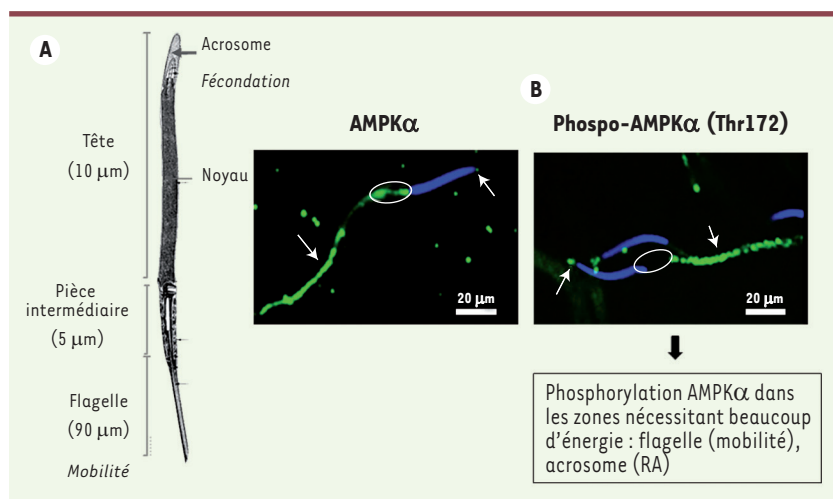 A
Acrosome
Fécondation
Tête
(10 μm)
Noyau
Pièce
intermédiaire
(5 μm)
Flagelle
(90 μm)
Mobilité
B
AMPKα
Phospo-AMPKα (Thr172)
20 μm
20 μm
Phosphorylation AMPKα dans
les zones nécessitant beaucoup
d'énergie : flagelle (mobilité),
acrosome (RA)